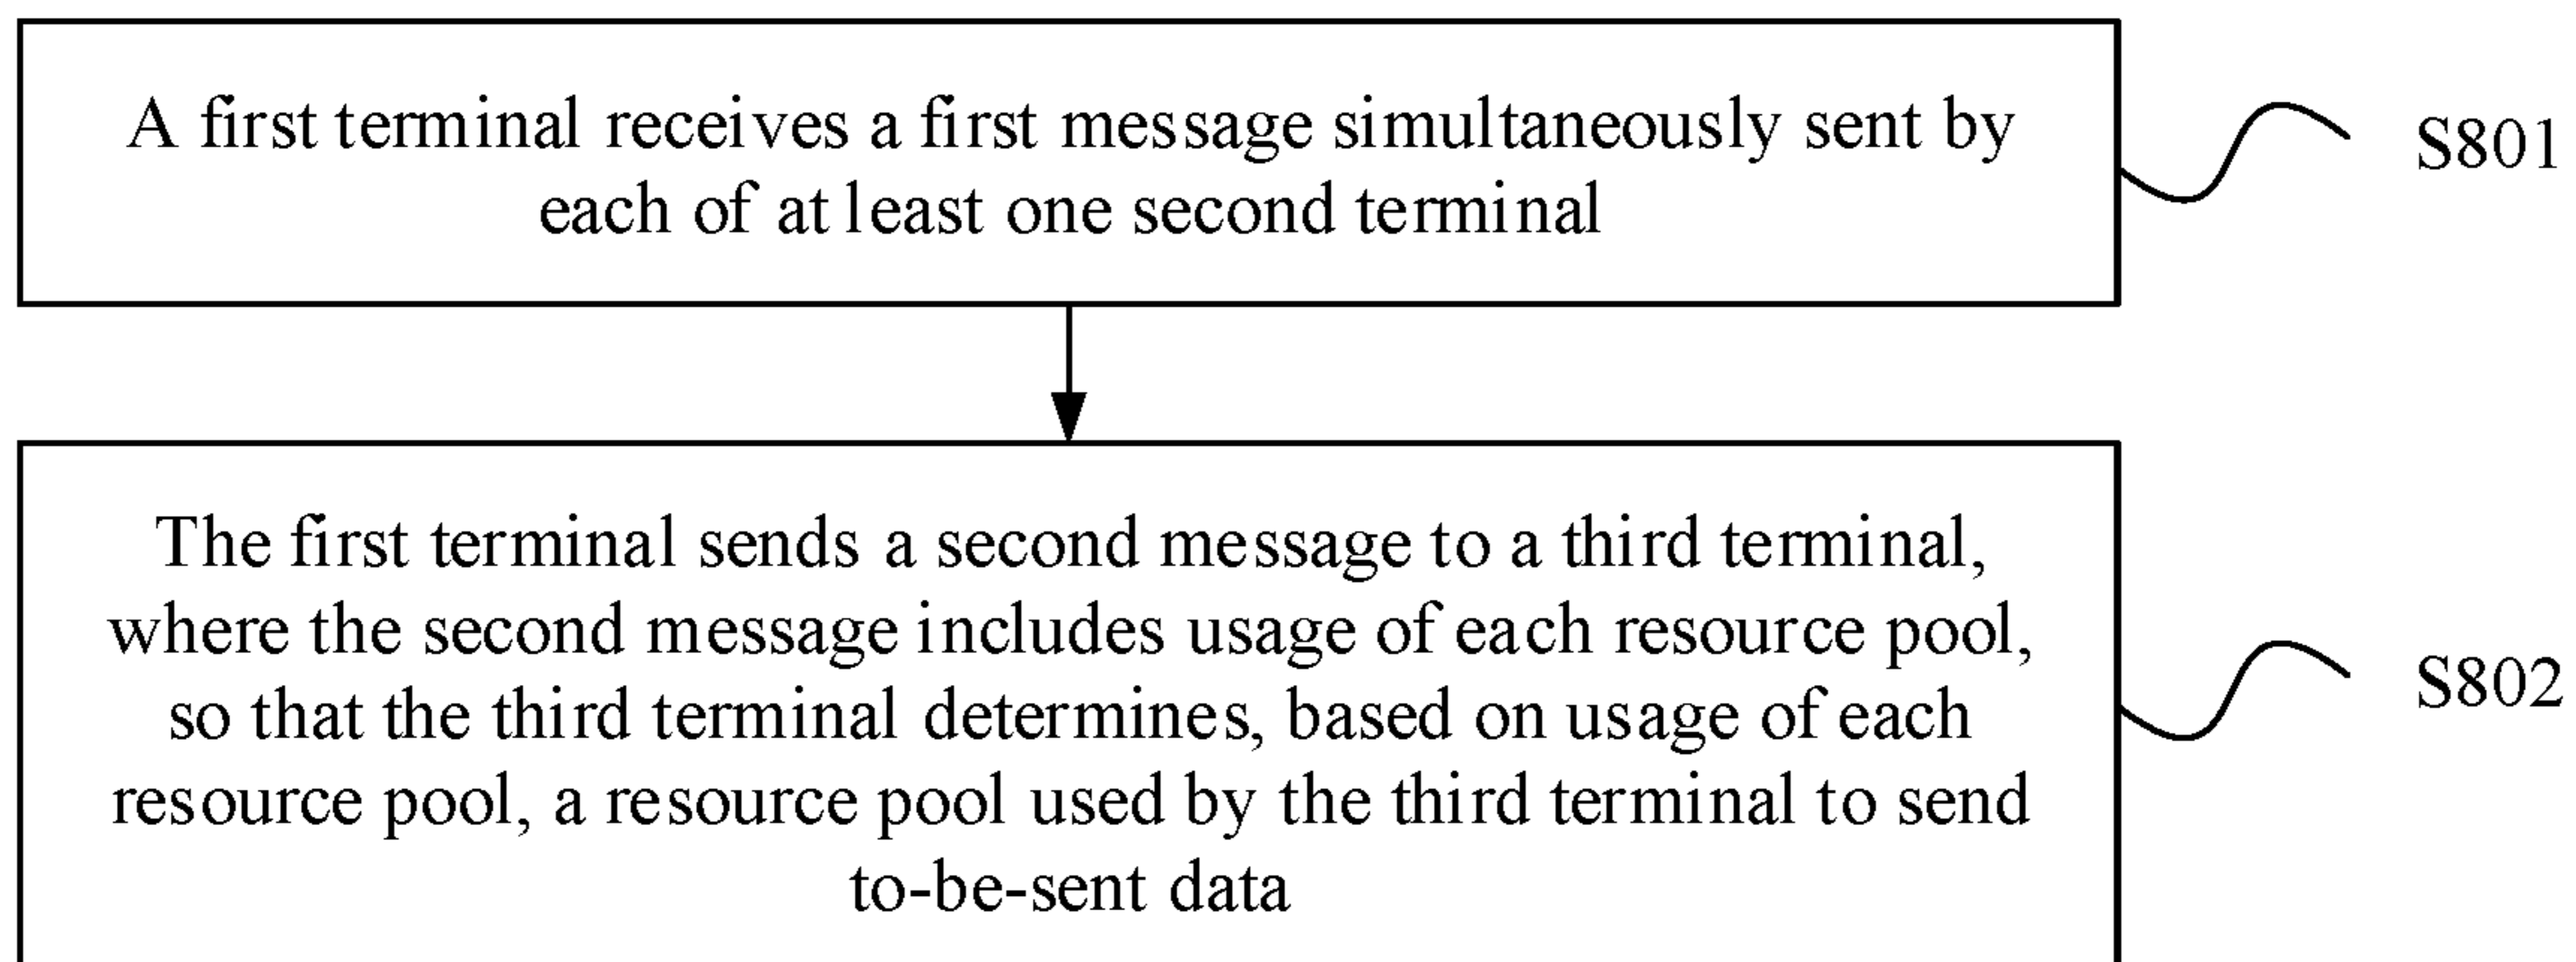 A first terminal receives a first message simultaneously sent by
each of at least one second terminal
S801
The first terminal sends a second message to a third terminal,
where the second message includes usage of each resource pool,
so that the third terminal determines, based on usage of each
resource pool, a resource pool used by the third terminal to send
to-be-sent data
S802